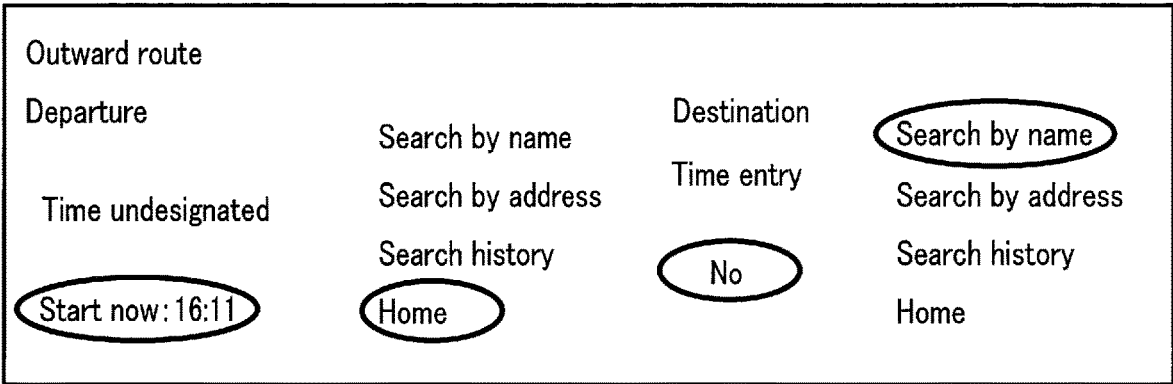 Outward route
Departure
Time undesignated
Start now:16:11
Search by name
Search by address
Search history
Home
Destination
Time entry
No
Search by name
Search by address
Search history
Home